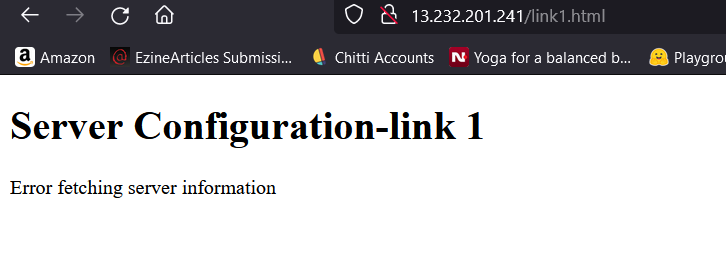 13.232.201.241/link1.html
Amazon EzineArticles Submissi... Chitti Accounts Yoga for a balanced b... Playgrou
Server Configuration-link 1
Error fetching server information